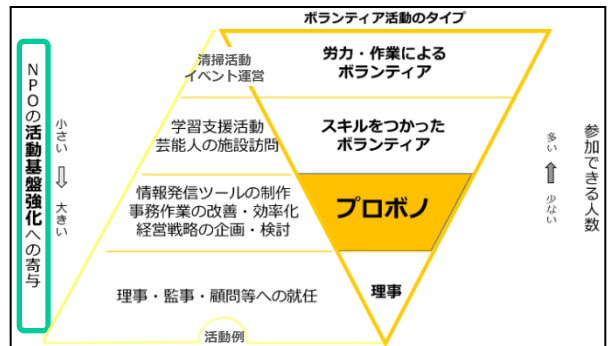 ボランティア活動のタイプ
清掃活動
イベント運営
労力・作業による
ボランティア
学習支援活動
芸能人の施設訪問
スキルをつかった
ボランティア
情報発信ツールの制作
事務作業の改善・効率化
経営戦略の企画・検討
プロボノ
理事・監事・顧問等への就任
理事
活動例
NPOの活動基盤強化への寄与
小さい
大きい
多い
少ない
参加できる人数